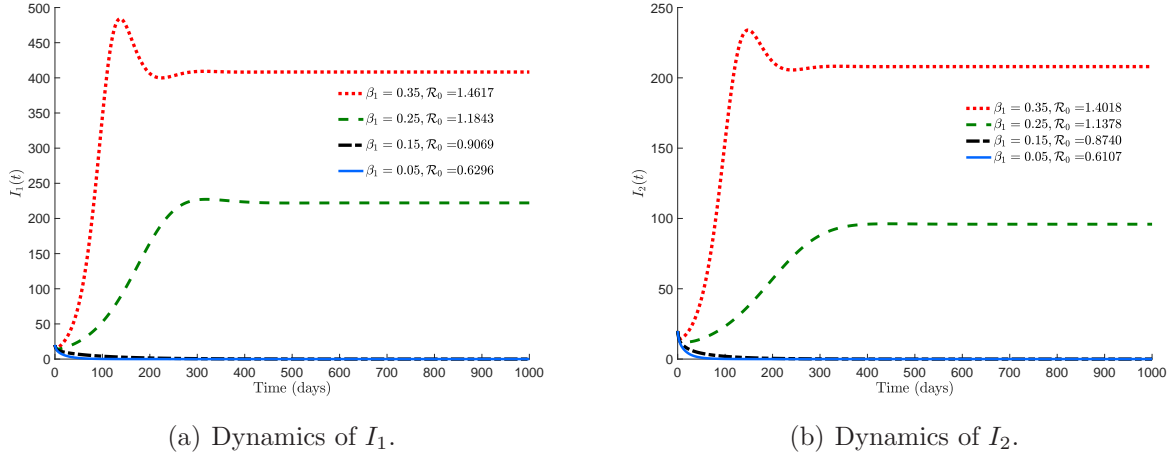 500
450
400
350
300
250
200
150
100
50
0
I₁(t)
β₁ = 0.35, ℛ₀ =1.4617
β₁ = 0.25, ℛ₀ =1.1843
β₁ = 0.15, ℛ₀ =0.9069
β₁ = 0.05, ℛ₀ =0.6296
0 100 200 300 400 500 600 700 800 900 1000
Time (days)
(a) Dynamics of I₁.
250
200
150
100
50
0
I₂(t)
β₁ = 0.35, ℛ₀ =1.4018
β₁ = 0.25, ℛ₀ =1.1378
β₁ = 0.15, ℛ₀ =0.8740
β₁ = 0.05, ℛ₀ =0.6107
0 100 200 300 400 500 600 700 800 900 1000
Time (days)
(b) Dynamics of I₂.